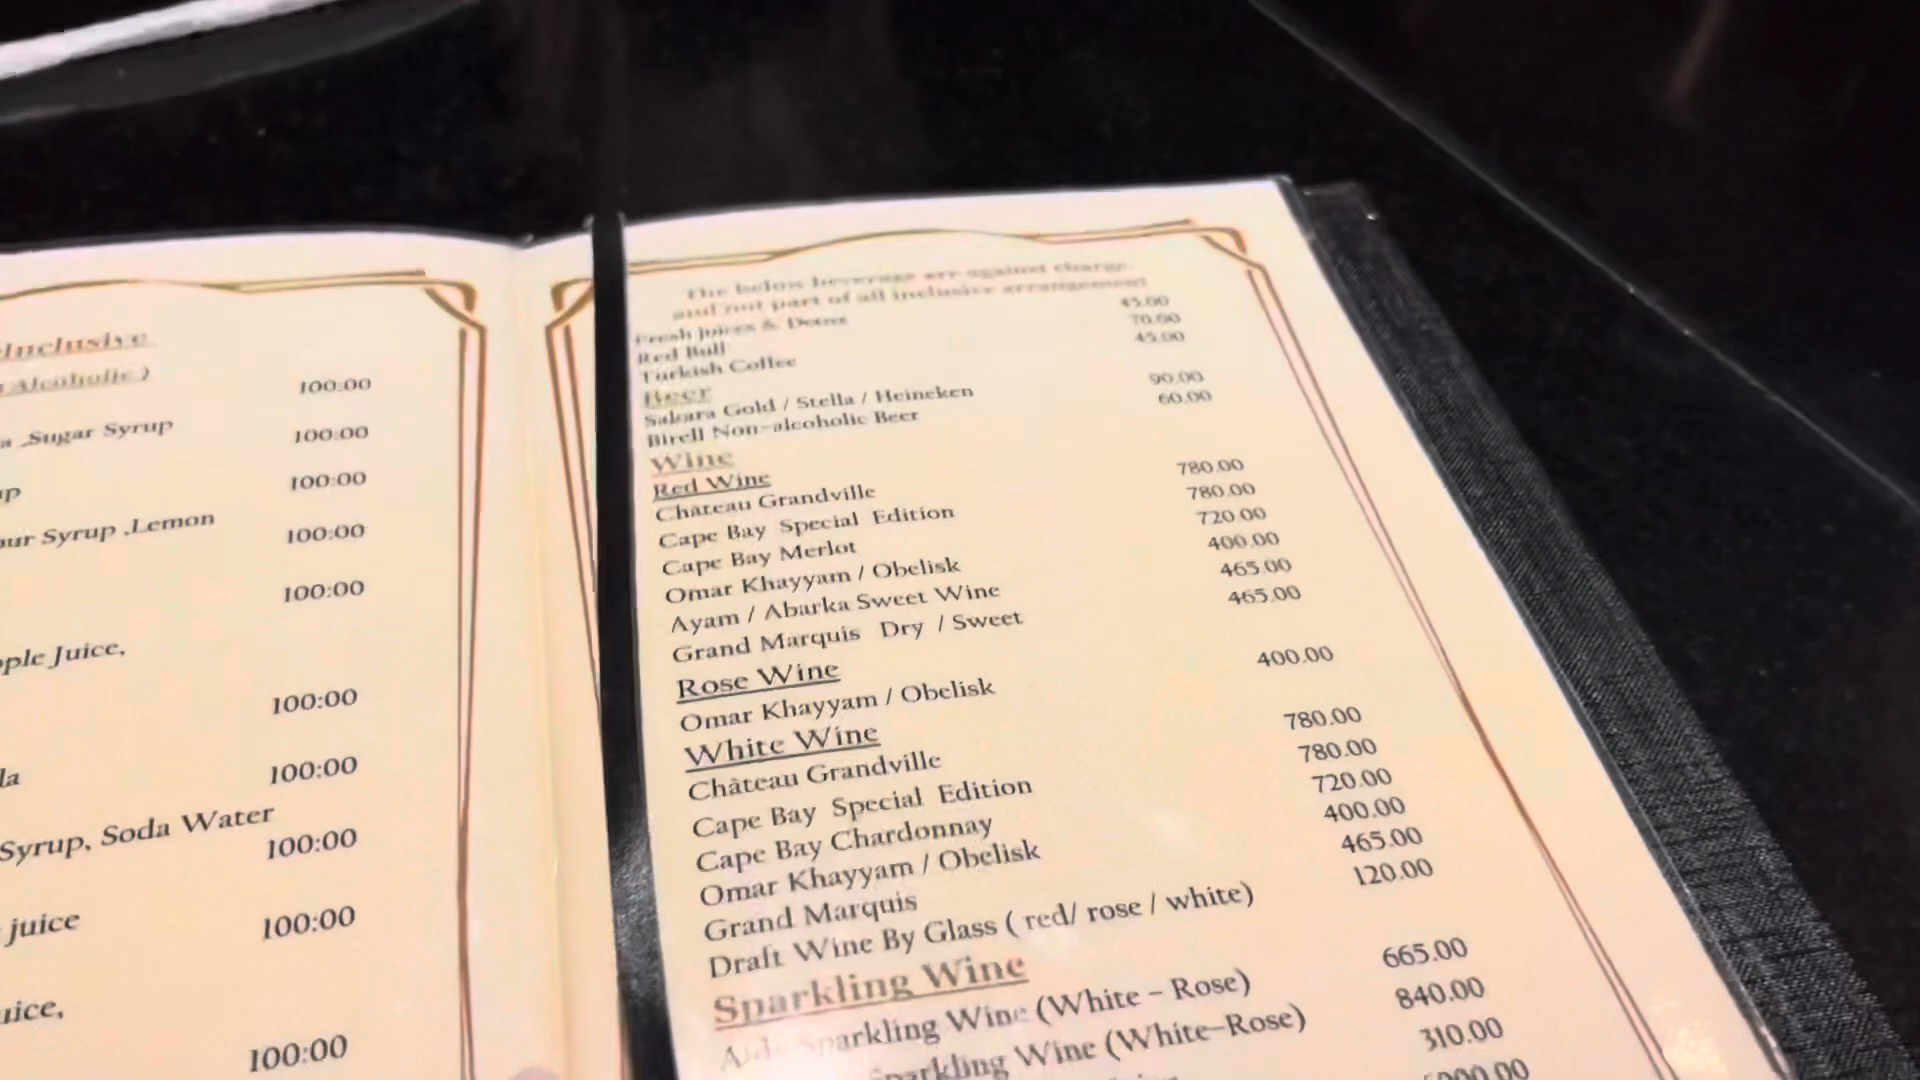 Inclusive
Alcoholic )
100:00
Sugar Syrup
100:00
100:00
Syrup ,Lemon
100:00
100:00
Juice,
100:00
100:00
Syrup, Soda Water
100:00
juice
100:00
100:00
The below beverage are against charge
and not part of all inclusive arrangement
Fresh Juices & Detox 45.00
Red Bull 70.00
Turkish Coffee 45.00
Beer
Sakara Gold / Stella / Heineken 90.00
Birell Non-alcoholic Beer 60.00
Wine
Red Wine
Château Grandville 780.00
Cape Bay Special Edition 780.00
Cape Bay Merlot 720.00
Omar Khayyam / Obelisk 400.00
Ayam / Abarka Sweet Wine 465.00
Grand Marquis Dry / Sweet 465.00
Rose Wine
Omar Khayyam / Obelisk 400.00
White Wine
Château Grandville 780.00
Cape Bay Special Edition 780.00
Cape Bay Chardonnay 720.00
Omar Khayyam / Obelisk 400.00
Grand Marquis 465.00
Draft Wine By Glass ( red/ rose / white) 120.00
Sparkling Wine
Sparkling Wine (White - Rose) 665.00
Sparkling Wine (White-Rose) 840.00
310.00